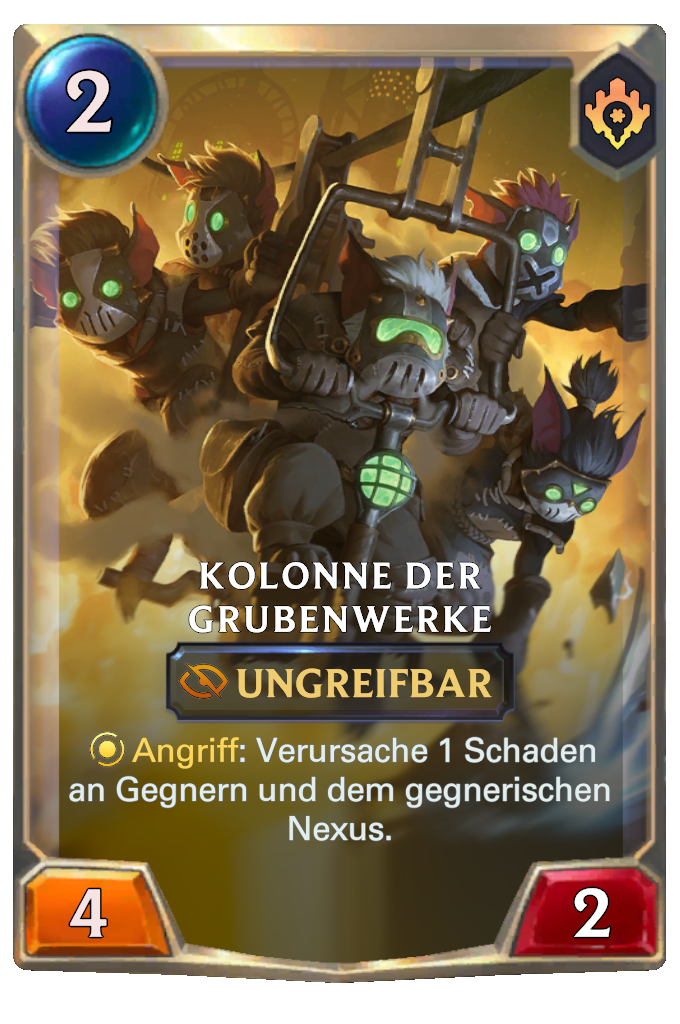 2
KOLONNE DER
GRUBENWERKE
UNGREIFBAR
Angriff: Verursache 1 Schaden
an Gegnern und dem gegnerischen
Nexus.
4 2